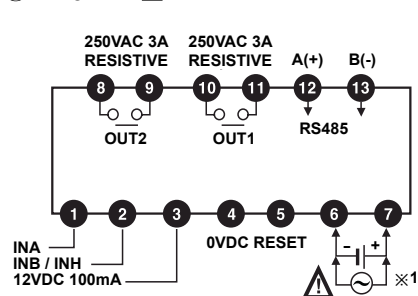 250VAC 3A 250VAC 3A
RESISTIVE RESISTIVE A(+) B(-)
8 9 10 11 12 13
OUT2 OUT1 RS485
1 2 3 4 5 6 7
INA 0VDC RESET - +
INB / INH
12VDC 100mA ※1